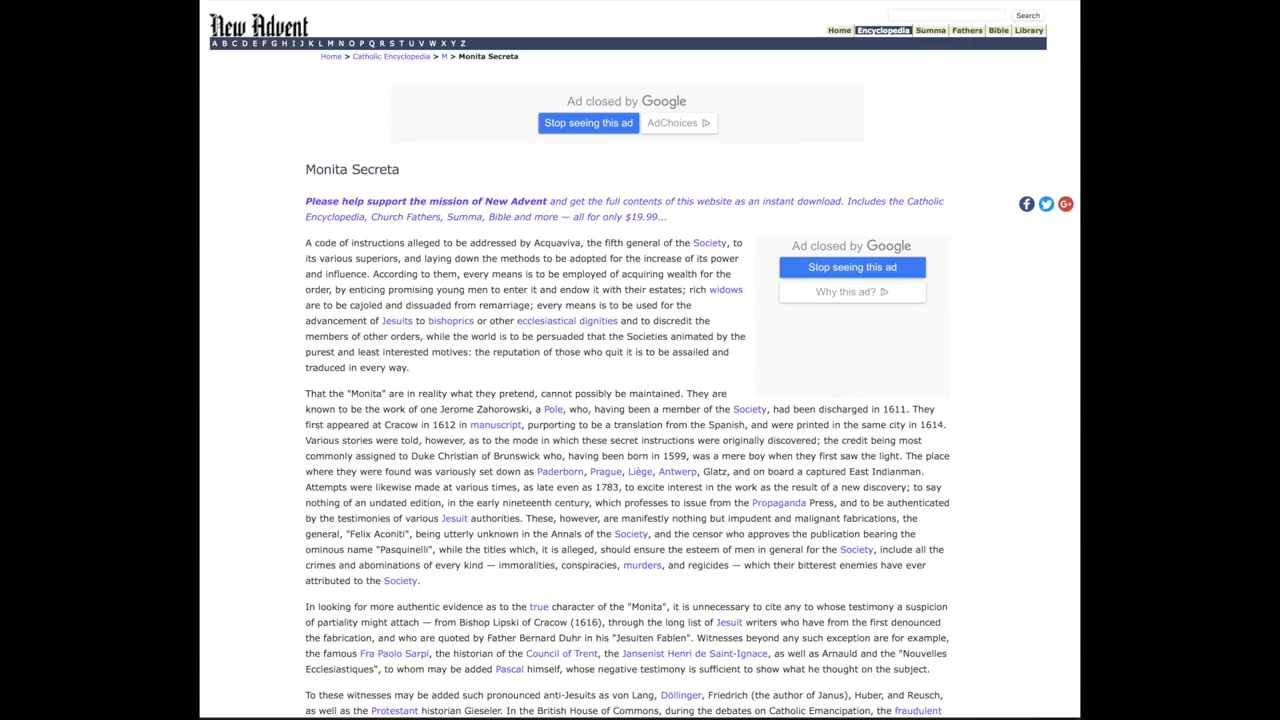 New Advent
Search
Home Encyclopedia Summa Fathers Bible Library
A B C D E F G H I J K L M N O P Q R S T U V W X Y Z
Home > Catholic Encyclopedia > M > Monita Secreta
Ad closed by Google
Stop seeing this ad AdChoices
Monita Secreta
Please help support the mission of New Advent and get the full contents of this website as an instant download. Includes the Catholic
Encyclopedia, Church Fathers, Summa, Bible and more — all for only $19.99...
A code of instructions alleged to be addressed by Acquaviva, the fifth general of the Society, to
its various superiors, and laying down the methods to be adopted for the increase of its power
and influence. According to them, every means is to be employed of acquiring wealth for the
order, by enticing promising young men to enter it and endow it with their estates; rich widows
are to be cajoled and dissuaded from remarriage; every means is to be used for the
advancement of Jesuits to bishoprics or other ecclesiastical dignities and to discredit the
members of other orders, while the world is to be persuaded that the Societies animated by the
purest and least interested motives: the reputation of those who quit it is to be assailed and
traduced in every way.
Ad closed by Google
Stop seeing this ad
Why this ad?
That the "Monita" are in reality what they pretend, cannot possibly be maintained. They are
known to be the work of one Jerome Zahorowski, a Pole, who, having been a member of the Society, had been discharged in 1611. They
first appeared at Cracow in 1612 in manuscript, purporting to be a translation from the Spanish, and were printed in the same city in 1614.
Various stories were told, however, as to the mode in which these secret instructions were originally discovered; the credit being most
commonly assigned to Duke Christian of Brunswick who, having been born in 1599, was a mere boy when they first saw the light. The place
where they were found was variously set down as Paderborn, Prague, Liège, Antwerp, Glatz, and on board a captured East Indianman.
Attempts were likewise made at various times, as late even as 1783, to excite interest in the work as the result of a new discovery; to say
nothing of an undated edition, in the early nineteenth century, which professes to issue from the Propaganda Press, and to be authenticated
by the testimonies of various Jesuit authorities. These, however, are manifestly nothing but impudent and malignant fabrications, the
general, "Felix Aconiti", being utterly unknown in the Annals of the Society, and the censor who approves the publication bearing the
ominous name "Pasquinelli", while the titles which, it is alleged, should ensure the esteem of men in general for the Society, include all the
crimes and abominations of every kind — immoralities, conspiracies, murders, and regicides — which their bitterest enemies have ever
attributed to the Society.
In looking for more authentic evidence as to the true character of the "Monita", it is unnecessary to cite any to whose testimony a suspicion
of partiality might attach — from Bishop Lipski of Cracow (1616), through the long list of Jesuit writers who have from the first denounced
the fabrication, and who are quoted by Father Bernard Duhr in his "Jesuiten Fablen". Witnesses beyond any such exception are for example,
the famous Fra Paolo Sarpi, the historian of the Council of Trent, the Jansenist Henri de Saint-Ignace, as well as Arnauld and the "Nouvelles
Ecclesiastiques", to whom may be added Pascal himself, whose negative testimony is sufficient to show what he thought on the subject.
To these witnesses may be added such pronounced anti-Jesuits as von Lang, Döllinger, Friedrich (the author of Janus), Huber, and Reusch,
as well as the Protestant historian Gieseler. In the British House of Commons, during the debates on Catholic Emancipation, the fraudulent